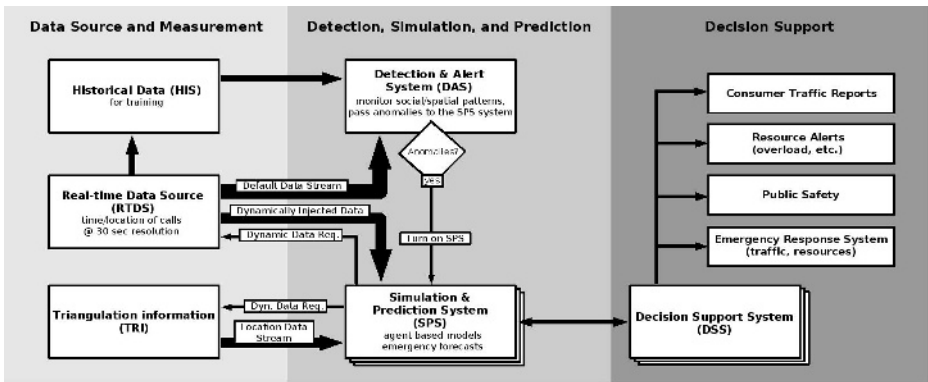 Data Source and Measurement
Detection, Simulation, and Prediction
Decision Support
Historical Data (HIS)
for training
Detection & Alert
System (DAS)
monitor social/spatial patterns,
pass anomalies to the SPS system
Anomalies?
yes
Turn on SPS
Real-time Data Source
(RTDS)
time/location of calls
@ 30 sec resolution
Default Data Stream
Dynamically Injected Data
Dynamic Data Req.
Triangulation information
(TRI)
Dyn. Data Req.
Location Data
Stream
Simulation &
Prediction System
(SPS)
agent based models
emergency forecasts
Consumer Traffic Reports
Resource Alerts
(overload, etc.)
Public Safety
Emergency Response System
(traffic, resources)
Decision Support System
(DSS)